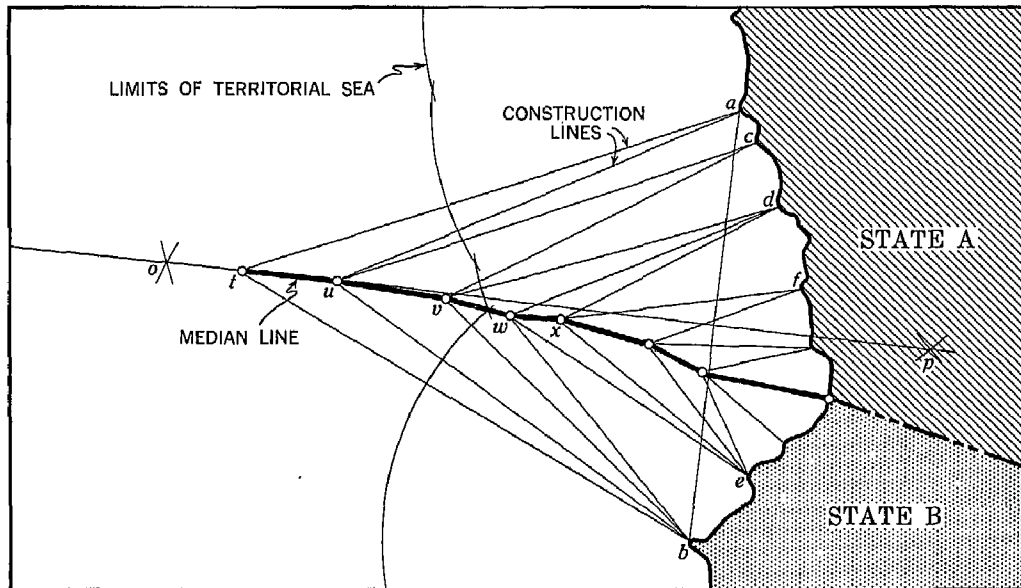 LIMITS OF TERRITORIAL SEA
CONSTRUCTION
LINES
a
c
d
STATE A
o
t
u
v
w
x
f
MEDIAN LINE
p
e
b
STATE B